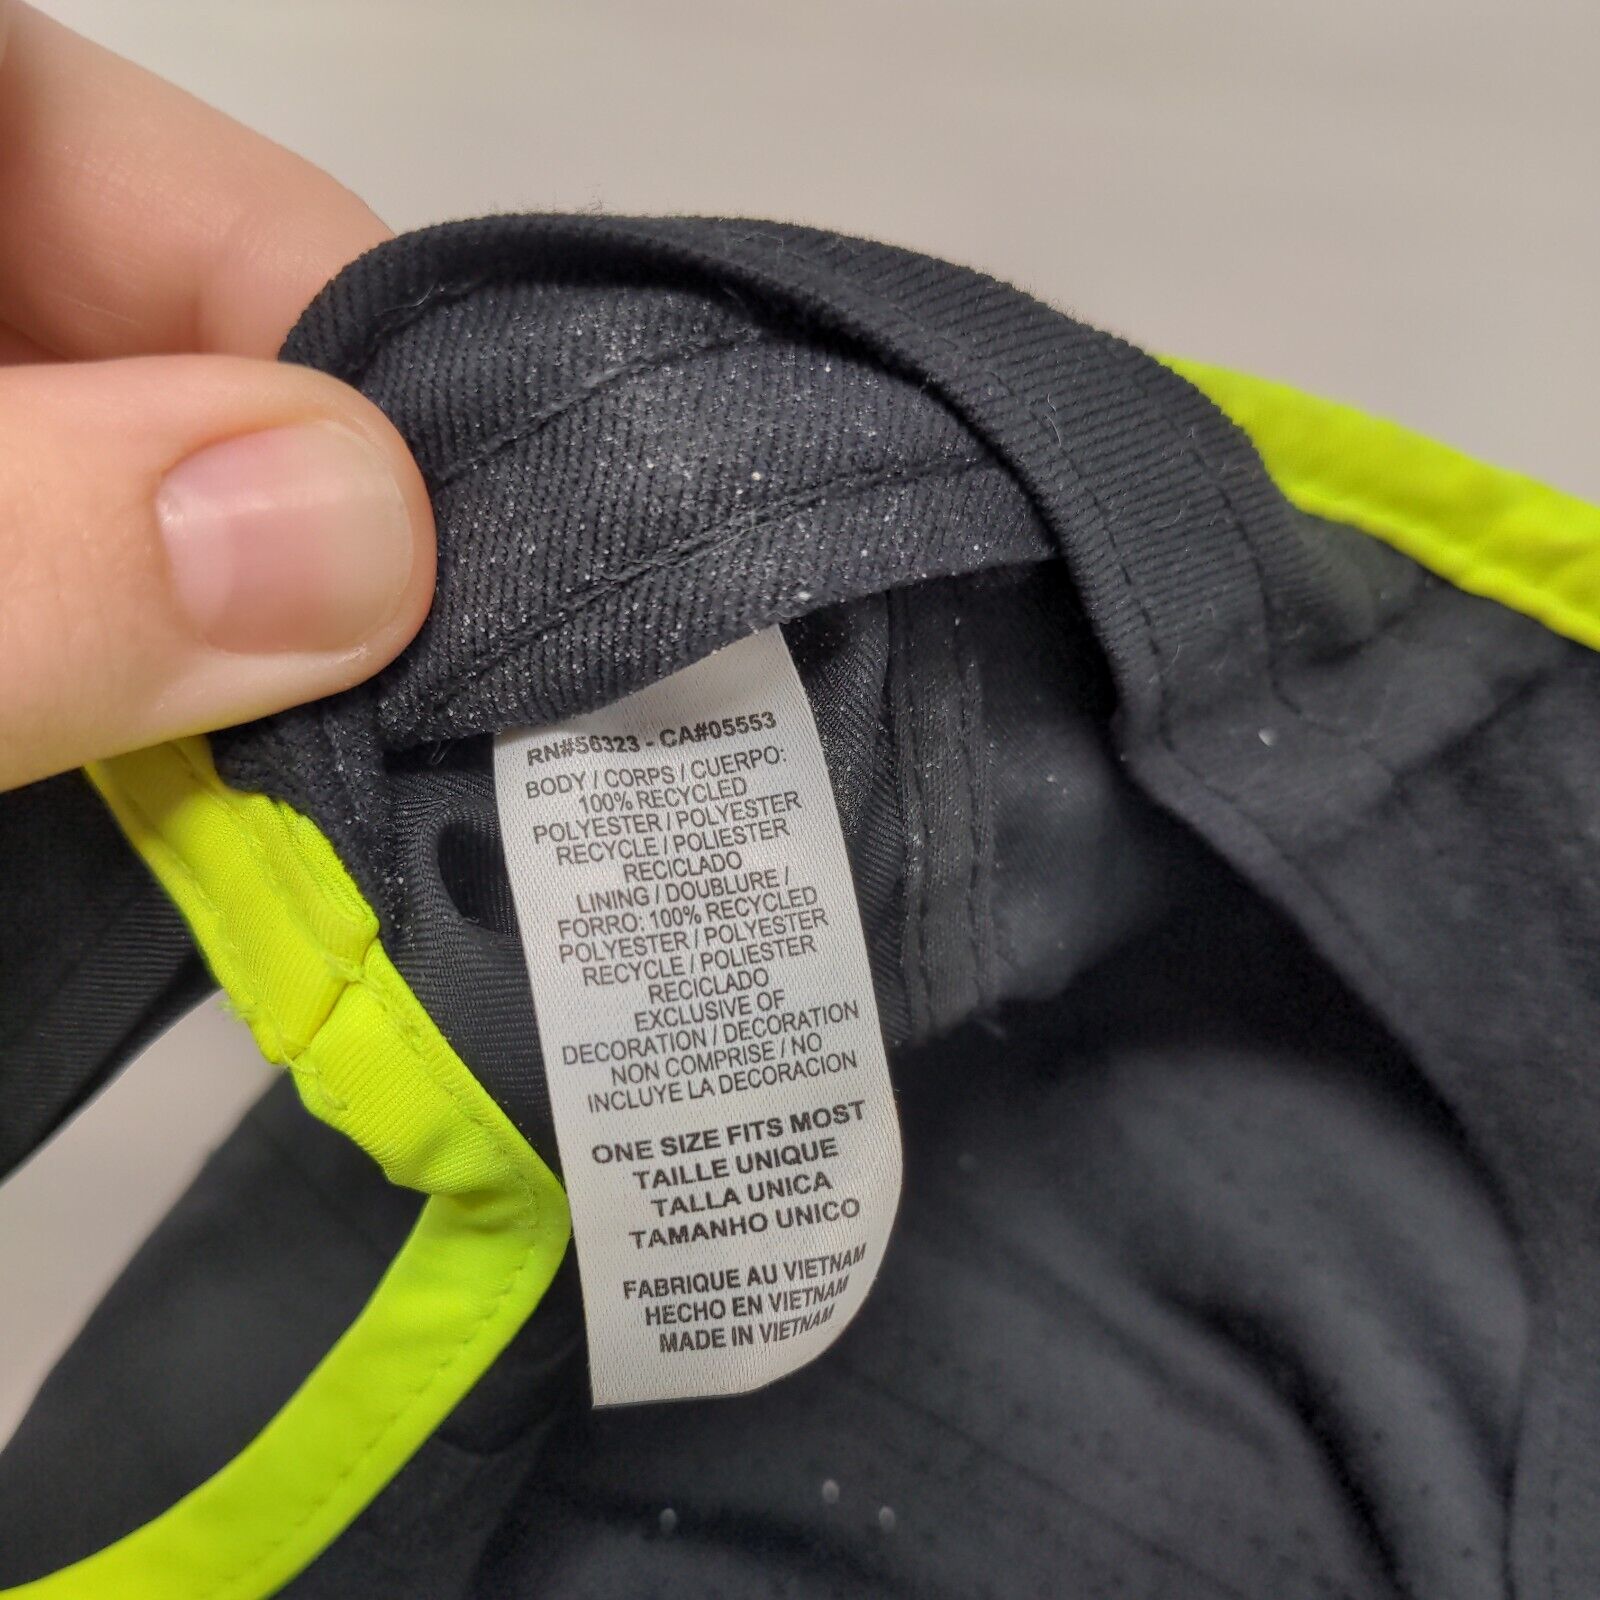 RN#56323 - CA#05553
BODY / CORPS / CUERPO:
100% RECYCLED
POLYESTER / POLYESTER
RECYCLE / POLIESTER
RECICLADO
LINING / DOUBLURE /
FORRO: 100% RECYCLED
POLYESTER / POLYESTER
RECYCLE / POLIESTER
RECICLADO
EXCLUSIVE OF
DECORATION / DECORATION
NON COMPRISE / NO
INCLUYE LA DECORACION
ONE SIZE FITS MOST
TAILLE UNIQUE
TALLA UNICA
TAMANHO UNICO
FABRIQUE AU VIETNAM
HECHO EN VIETNAM
MADE IN VIETNAM